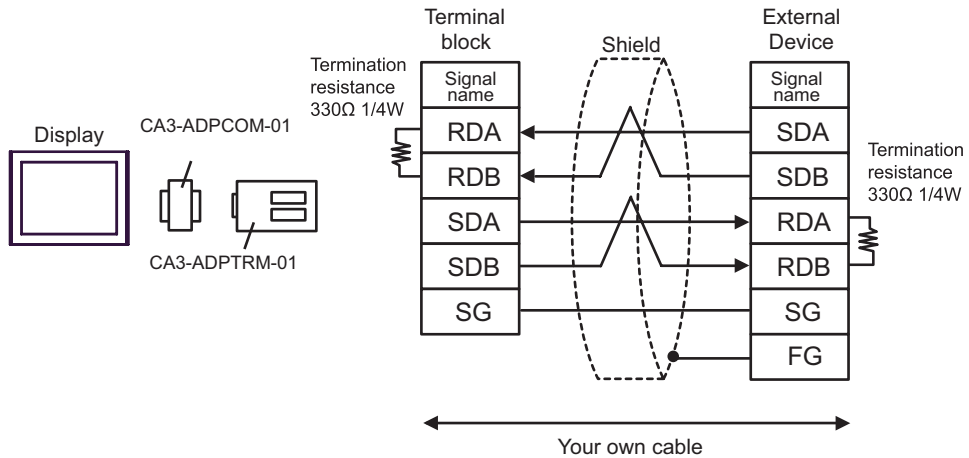 Display
CA3-ADPCOM-01
CA3-ADPTRM-01
Termination
resistance
330Ω 1/4W
Terminal
block
Signal
name
RDA
RDB
SDA
SDB
SG
Shield
External
Device
Signal
name
SDA
SDB
RDA
RDB
SG
FG
Termination
resistance
330Ω 1/4W
Your own cable